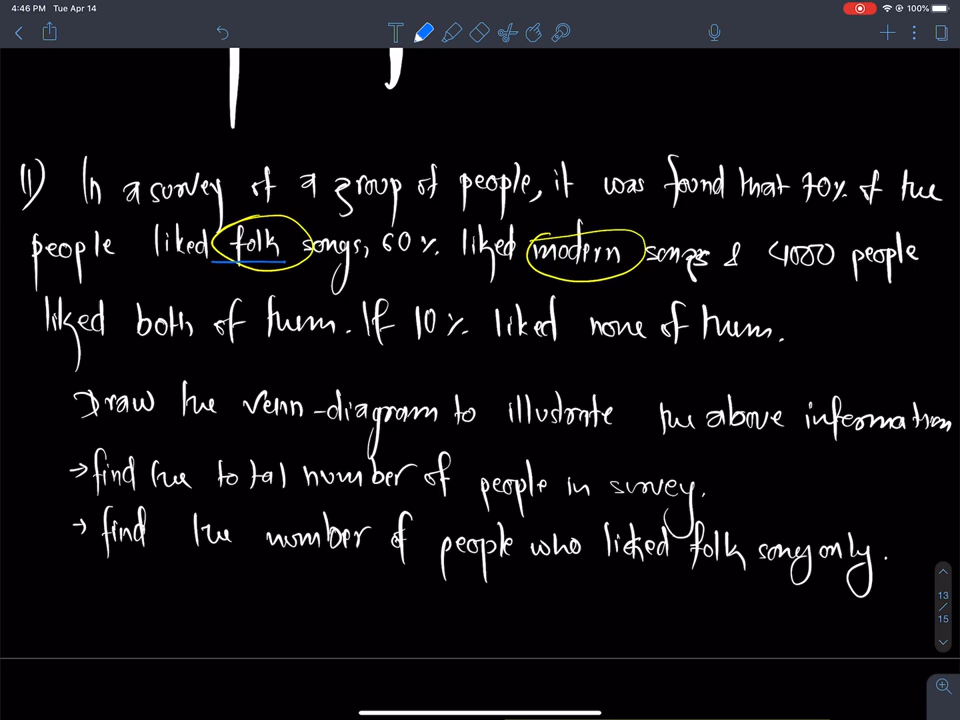 4:46 PM Tue Apr 14
100%
11) In a survey of a group of people, it was found that 70% of the
people liked folk songs, 60% liked modern songs & 4000 people
liked both of them. If 10% liked none of them.
Draw the venn-diagram to illustrate the above information
→find the total number of people in survey.
→ find the number of people who licked folk song only.
13
/
15